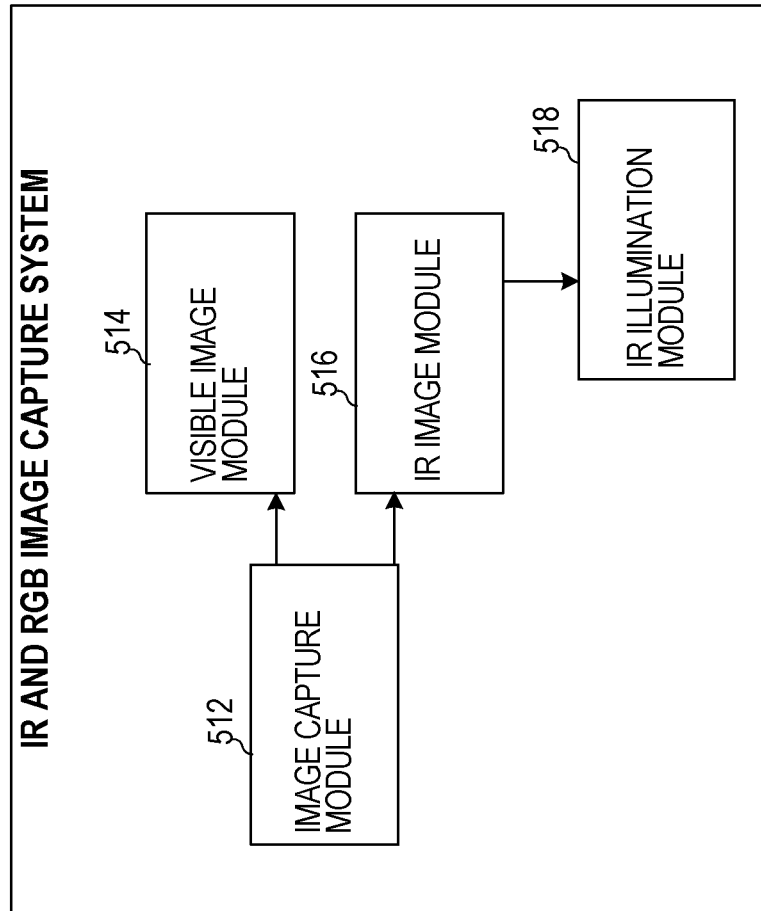 IR AND RGB IMAGE CAPTURE SYSTEM
512
IMAGE CAPTURE
MODULE
514
VISIBLE IMAGE
MODULE
516
IR IMAGE MODULE
518
IR ILLUMINATION
MODULE